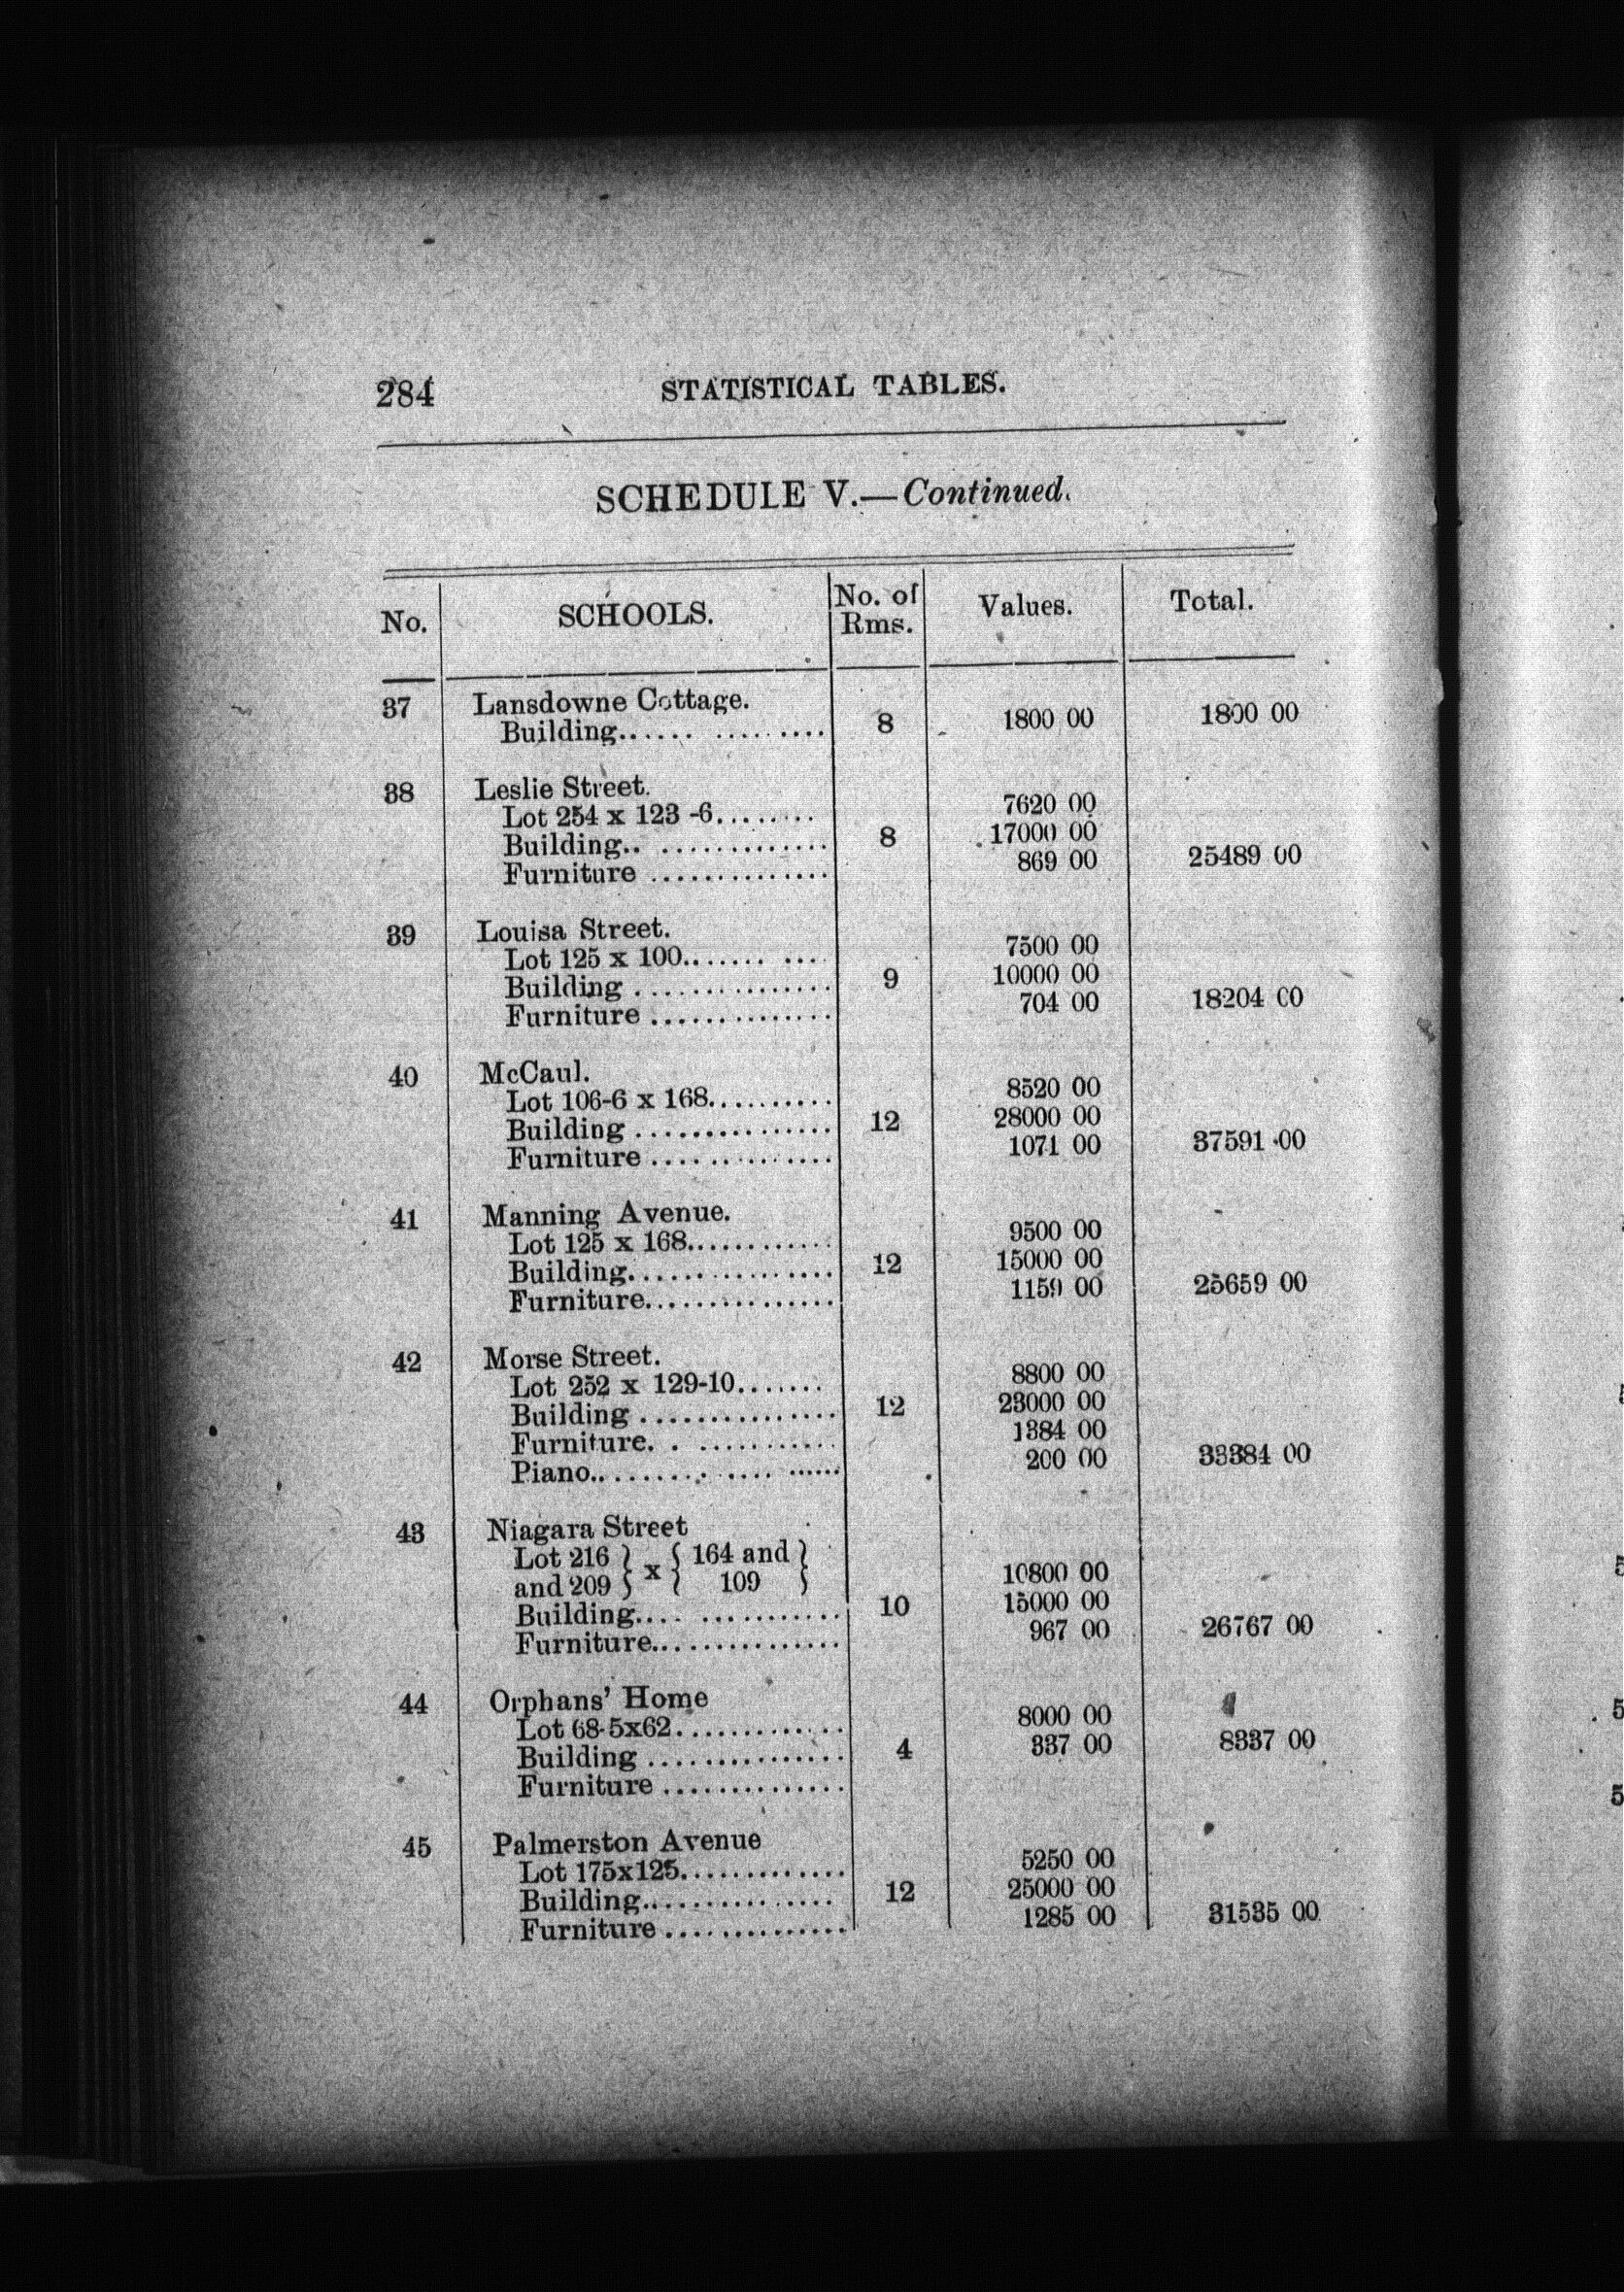 284 STATISTICAL TABLES.
SCHEDULE V.—Continued.
No. SCHOOLS. No. of Rms. Values. Total.
37 Lansdowne Cottage.
Building...... ......... 8 1800 00 1800 00
38 Leslie Street.
Lot 254 x 123 -6........ 7620 00
Building.. ............. 8 17000 00
Furniture .............. 869 00 25489 00
39 Louisa Street.
Lot 125 x 100....... ... 7500 00
Building ............... 9 10000 00
Furniture .............. 704 00 18204 00
40 McCaul.
Lot 106-6 x 168.......... 8520 00
Building ............... 12 28000 00
Furniture .............. 1071 00 37591 00
41 Manning Avenue.
Lot 125 x 168............ 9500 00
Building................ 12 15000 00
Furniture............... 1159 00 25659 00
42 Morse Street.
Lot 252 x 129-10....... 8800 00
Building ............... 12 23000 00
Furniture. . ........... 1384 00
Piano......... .... ...... 200 00 33384 00
43 Niagara Street
Lot 216 } x { 164 and }
and 209 } { 109 } 10800 00
Building.... ........... 10 15000 00
Furniture............... 967 00 26767 00
44 Orphans' Home
Lot 68-5x62............. 8000 00
Building ............... 4 337 00 8337 00
Furniture ..............
45 Palmerston Avenue
Lot 175x125............. 5250 00
Building............... 12 25000 00
Furniture .............. 1285 00 31535 00